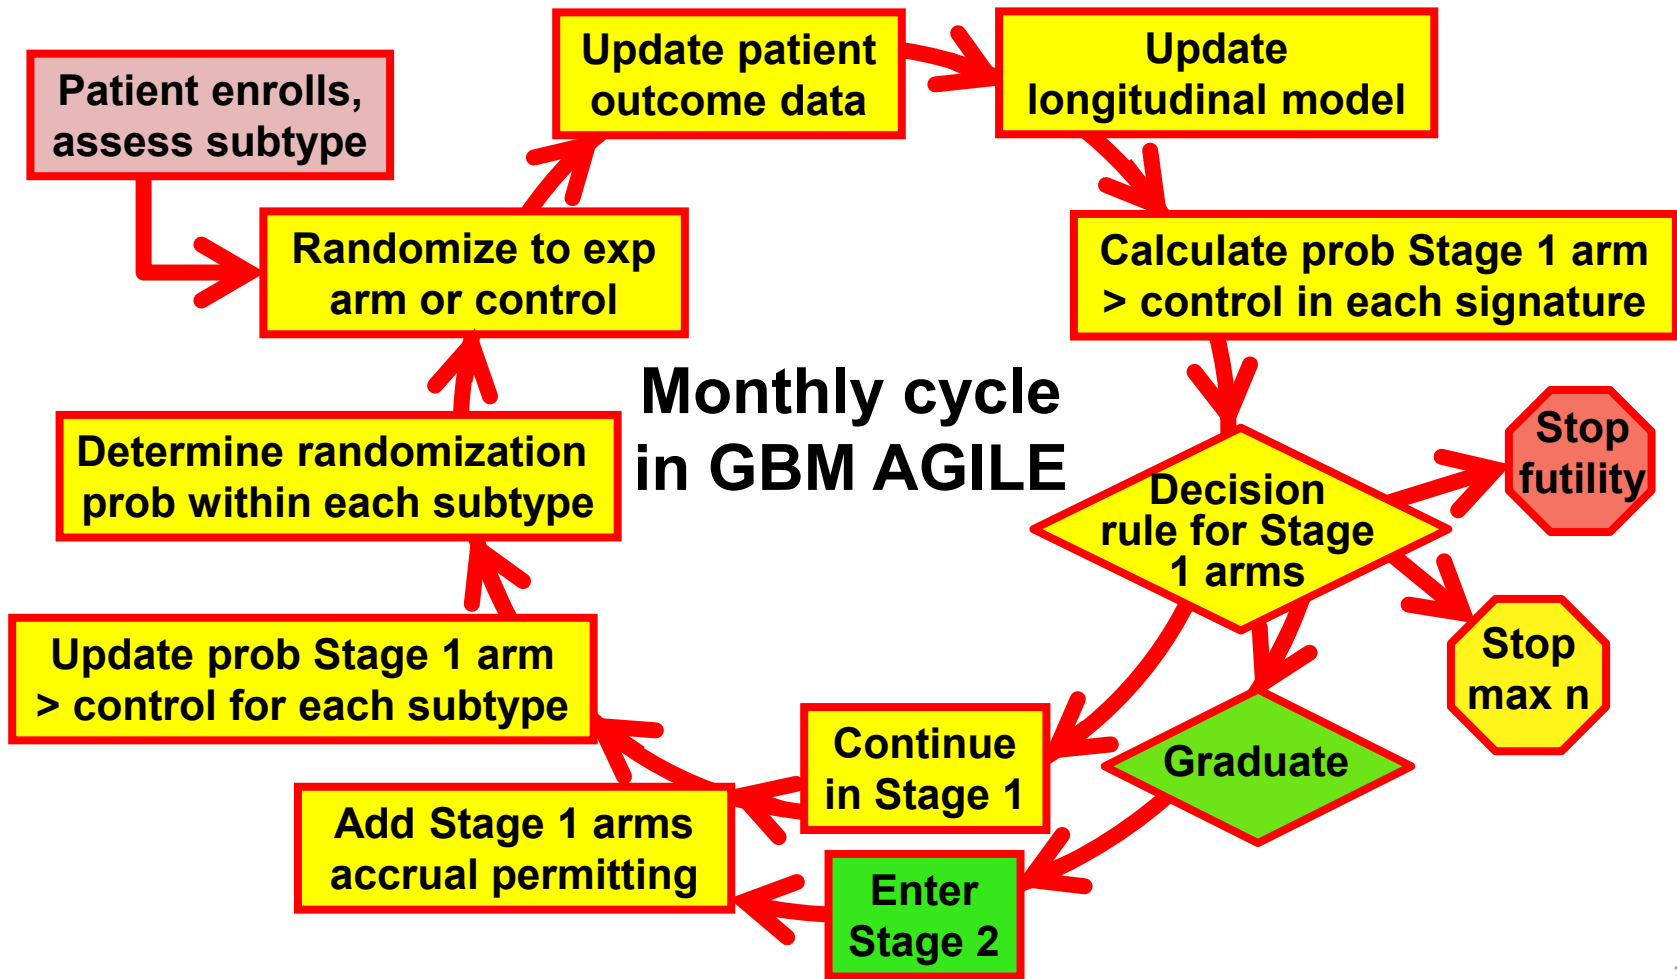 Patient enrolls,
assess subtype
Update patient
outcome data
Update
longitudinal model
Randomize to exp
arm or control
Calculate prob Stage 1 arm
> control in each signature
Monthly cycle
in GBM AGILE
Determine randomization
prob within each subtype
Decision
rule for Stage
1 arms
Stop
futility
Stop
max n
Update prob Stage 1 arm
> control for each subtype
Continue
in Stage 1
Graduate
Add Stage 1 arms
accrual permitting
Enter
Stage 2